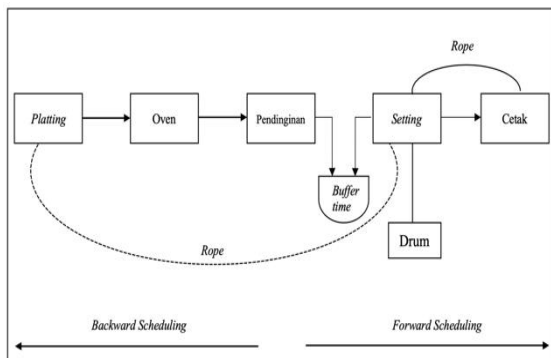 Rope
Platting
Oven
Pendinginan
Setting
Cetak
Buffer
time
Drum
Rope
Backward Scheduling
Forward Scheduling